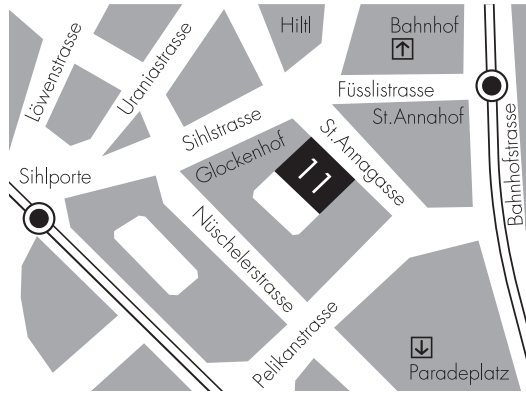 Hiltl
Bahnhof
Löwenstrasse
Uraniastrasse
Füsslistrasse
Sihlstrasse
St.Annahof
St.Annagasse
Glockenhof
11
Bahnhofstrasse
Sihlporte
Nüschelerstrasse
Pelikanstrasse
Paradeplatz